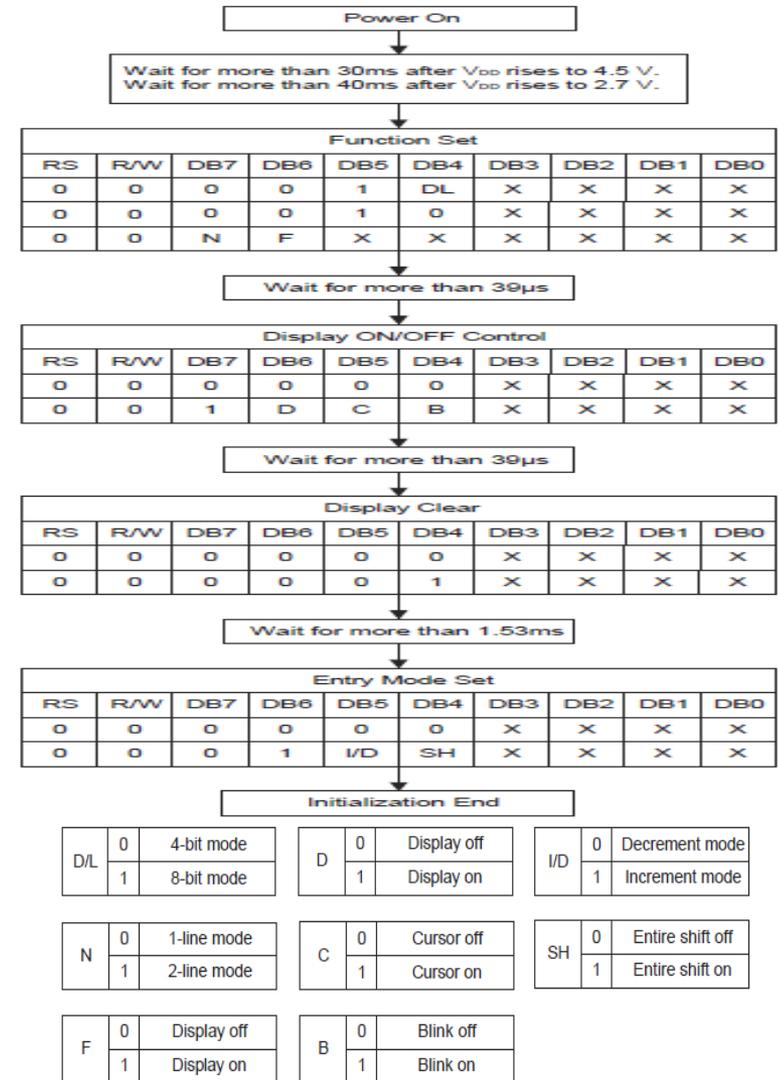 Power On
Wait for more than 30ms after VDD rises to 4.5 V.
Wait for more than 40ms after VDD rises to 2.7 V.
Function Set
RS R/W DB7 DB6 DB5 DB4 DB3 DB2 DB1 DB0
0 0 0 0 1 DL X X X X
0 0 0 0 1 0 X X X X
0 0 N F X X X X X X
Wait for more than 39μs
Display ON/OFF Control
RS R/W DB7 DB6 DB5 DB4 DB3 DB2 DB1 DB0
0 0 0 0 0 0 X X X X
0 0 1 D C B X X X X
Wait for more than 39μs
Display Clear
RS R/W DB7 DB6 DB5 DB4 DB3 DB2 DB1 DB0
0 0 0 0 0 0 X X X X
0 0 0 0 0 1 X X X X
Wait for more than 1.53ms
Entry Mode Set
RS R/W DB7 DB6 DB5 DB4 DB3 DB2 DB1 DB0
0 0 0 0 0 0 X X X X
0 0 0 1 I/D SH X X X X
Initialization End
D/L
0 4-bit mode
1 8-bit mode
D
0 Display off
1 Display on
I/D
0 Decrement mode
1 Increment mode
N
0 1-line mode
1 2-line mode
C
0 Cursor off
1 Cursor on
SH
0 Entire shift off
1 Entire shift on
F
0 Display off
1 Display on
B
0 Blink off
1 Blink on